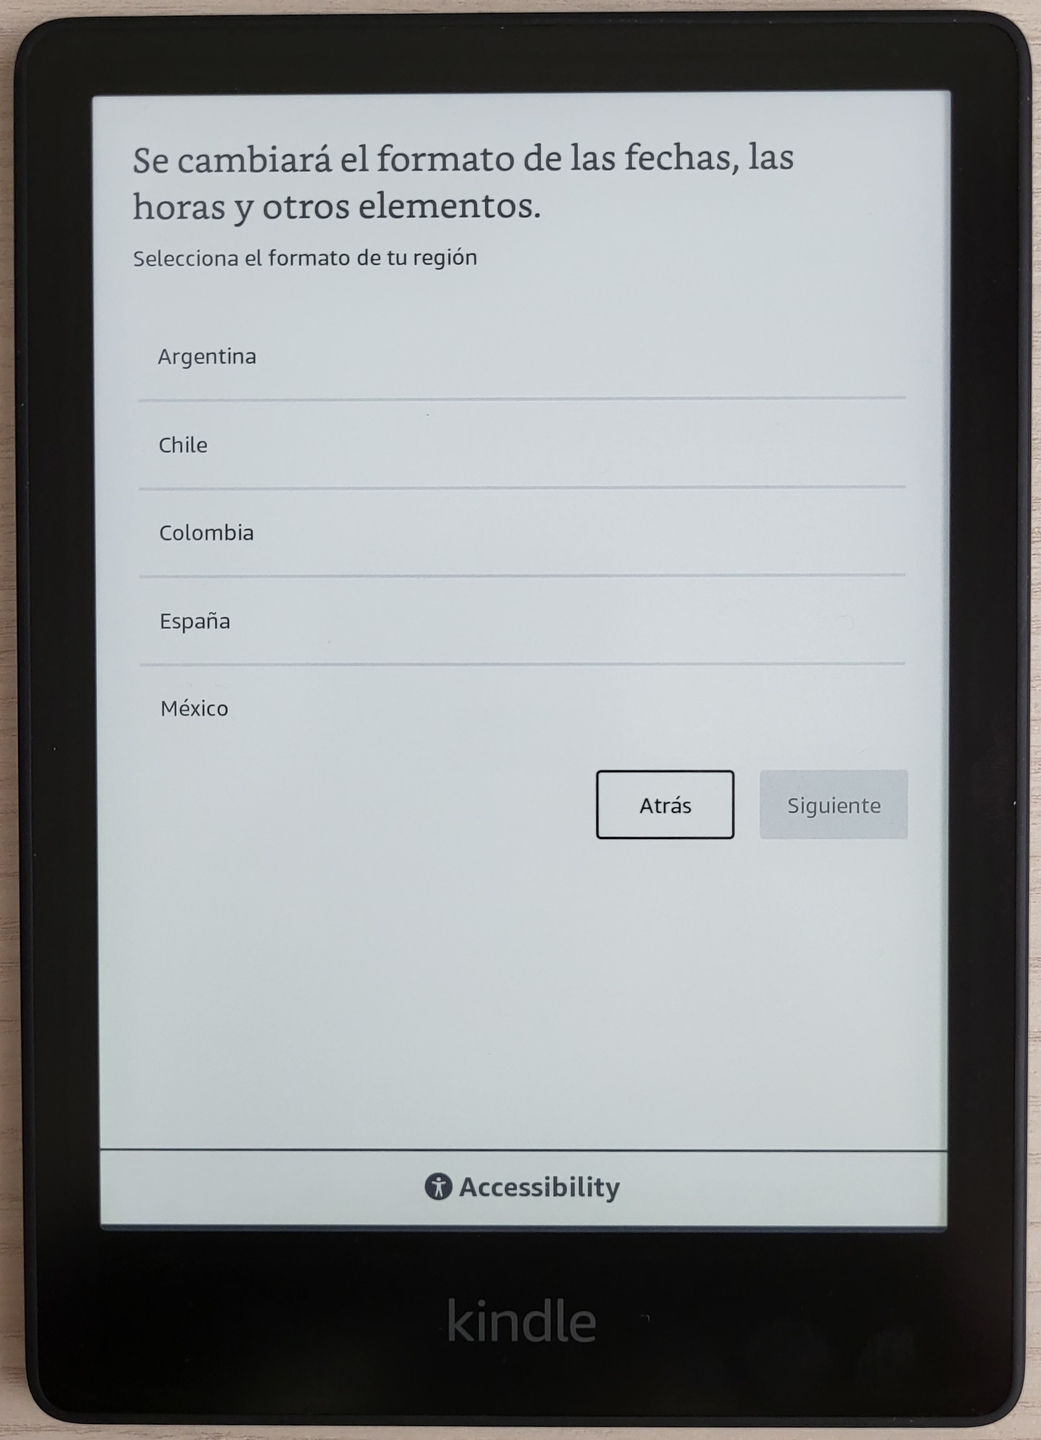 Se cambiará el formato de las fechas, las
horas y otros elementos.
Selecciona el formato de tu región
Argentina
Chile
Colombia
España
México
Atrás
Siguiente
Accessibility
kindle